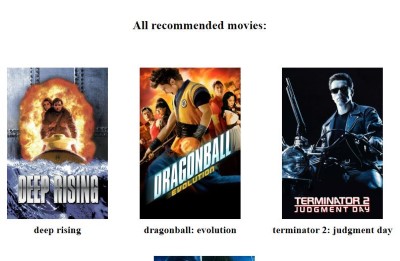 All recommended movies:
DEEP RISING
DRAGONBALL
EVOLUTION
TERMINATOR 2
JUDGMENT DAY
deep rising
dragonball: evolution
terminator 2: judgment day